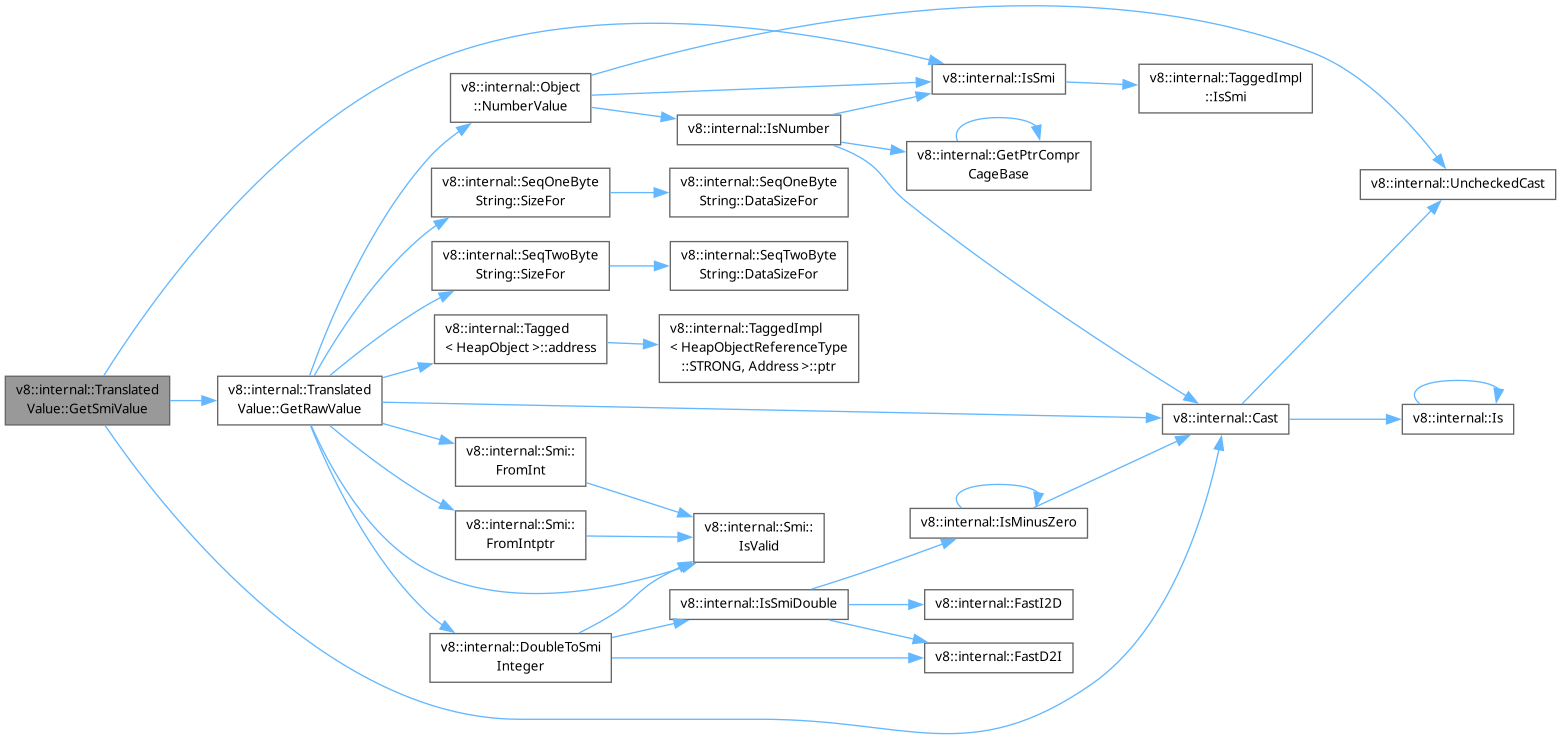 v8::internal::Translated
Value::GetSmiValue
v8::internal::Translated
Value::GetRawValue
v8::internal::Object
::NumberValue
v8::internal::SeqOneByte
String::SizeFor
v8::internal::SeqTwoByte
String::SizeFor
v8::internal::Tagged
< HeapObject >::address
v8::internal::Smi::
FromInt
v8::internal::Smi::
FromIntptr
v8::internal::DoubleToSmi
Integer
v8::internal::IsNumber
v8::internal::SeqOneByte
String::DataSizeFor
v8::internal::SeqTwoByte
String::DataSizeFor
v8::internal::TaggedImpl
< HeapObjectReferenceType
::STRONG, Address >::ptr
v8::internal::Smi::
IsValid
v8::internal::IsSmiDouble
v8::internal::IsSmi
v8::internal::GetPtrCompr
CageBase
v8::internal::IsMinusZero
v8::internal::FastI2D
v8::internal::FastD2I
v8::internal::TaggedImpl
::IsSmi
v8::internal::Cast
v8::internal::UncheckedCast
v8::internal::Is